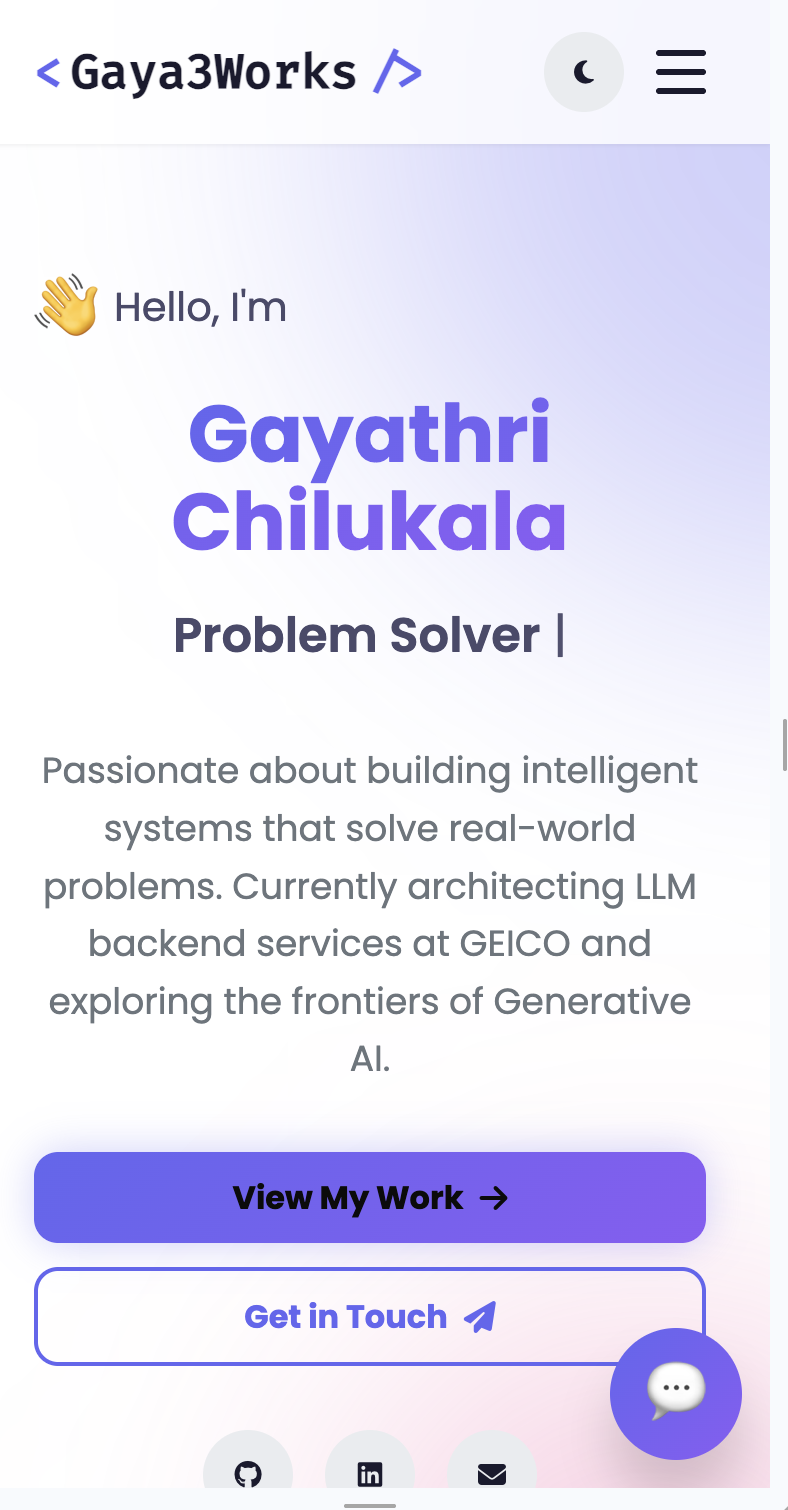 <Gaya3Works />
👋 Hello, I'm
Gayathri
Chilukala
Problem Solver |
Passionate about building intelligent
systems that solve real-world
problems. Currently architecting LLM
backend services at GEICO and
exploring the frontiers of Generative
AI.
View My Work →
Get in Touch